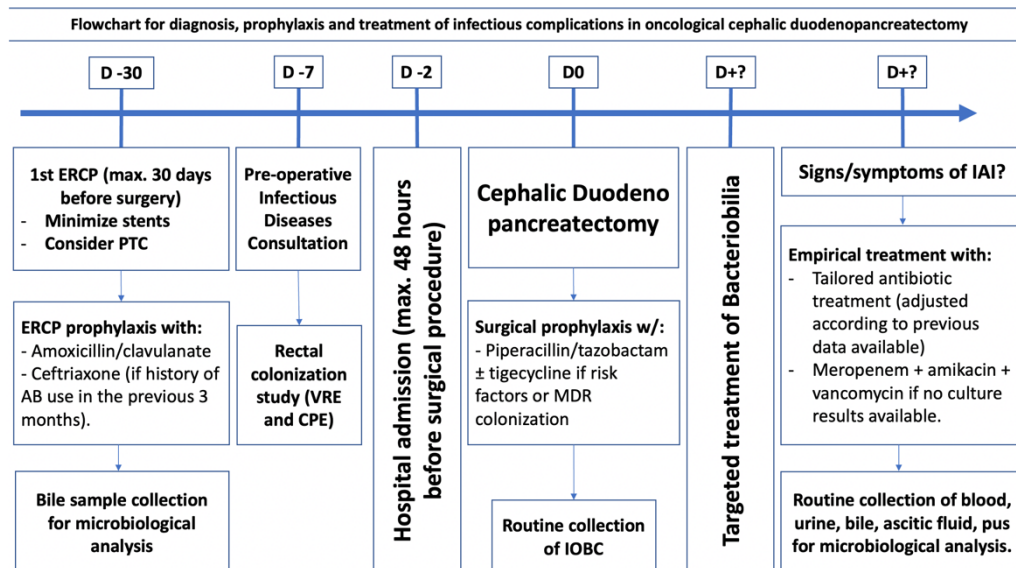 Flowchart for diagnosis, prophylaxis and treatment of infectious complications in oncological cephalic duodenopancreatectomy
D -30
D -7
D -2
D0
D+?
D+?
1st ERCP (max. 30 days
before surgery)
- Minimize stents
- Consider PTC
ERCP prophylaxis with:
- Amoxicillin/clavulanate
- Ceftriaxone (if history of
AB use in the previous 3
months).
Bile sample collection
for microbiological
analysis
Pre-operative
Infectious
Diseases
Consultation
Rectal
colonization
study (VRE
and CPE)
Hospital admission (max. 48 hours
before surgical procedure)
Cephalic Duodeno
pancreatectomy
Surgical prophylaxis w/:
- Piperacillin/tazobactam
± tigecycline if risk
factors or MDR
colonization
Routine collection
of IOBC
Targeted treatment of Bacteriobilia
Signs/symptoms of IAI?
Empirical treatment with:
- Tailored antibiotic
treatment (adjusted
according to previous
data available)
- Meropenem + amikacin +
vancomycin if no culture
results available.
Routine collection of blood,
urine, bile, ascitic fluid, pus
for microbiological analysis.